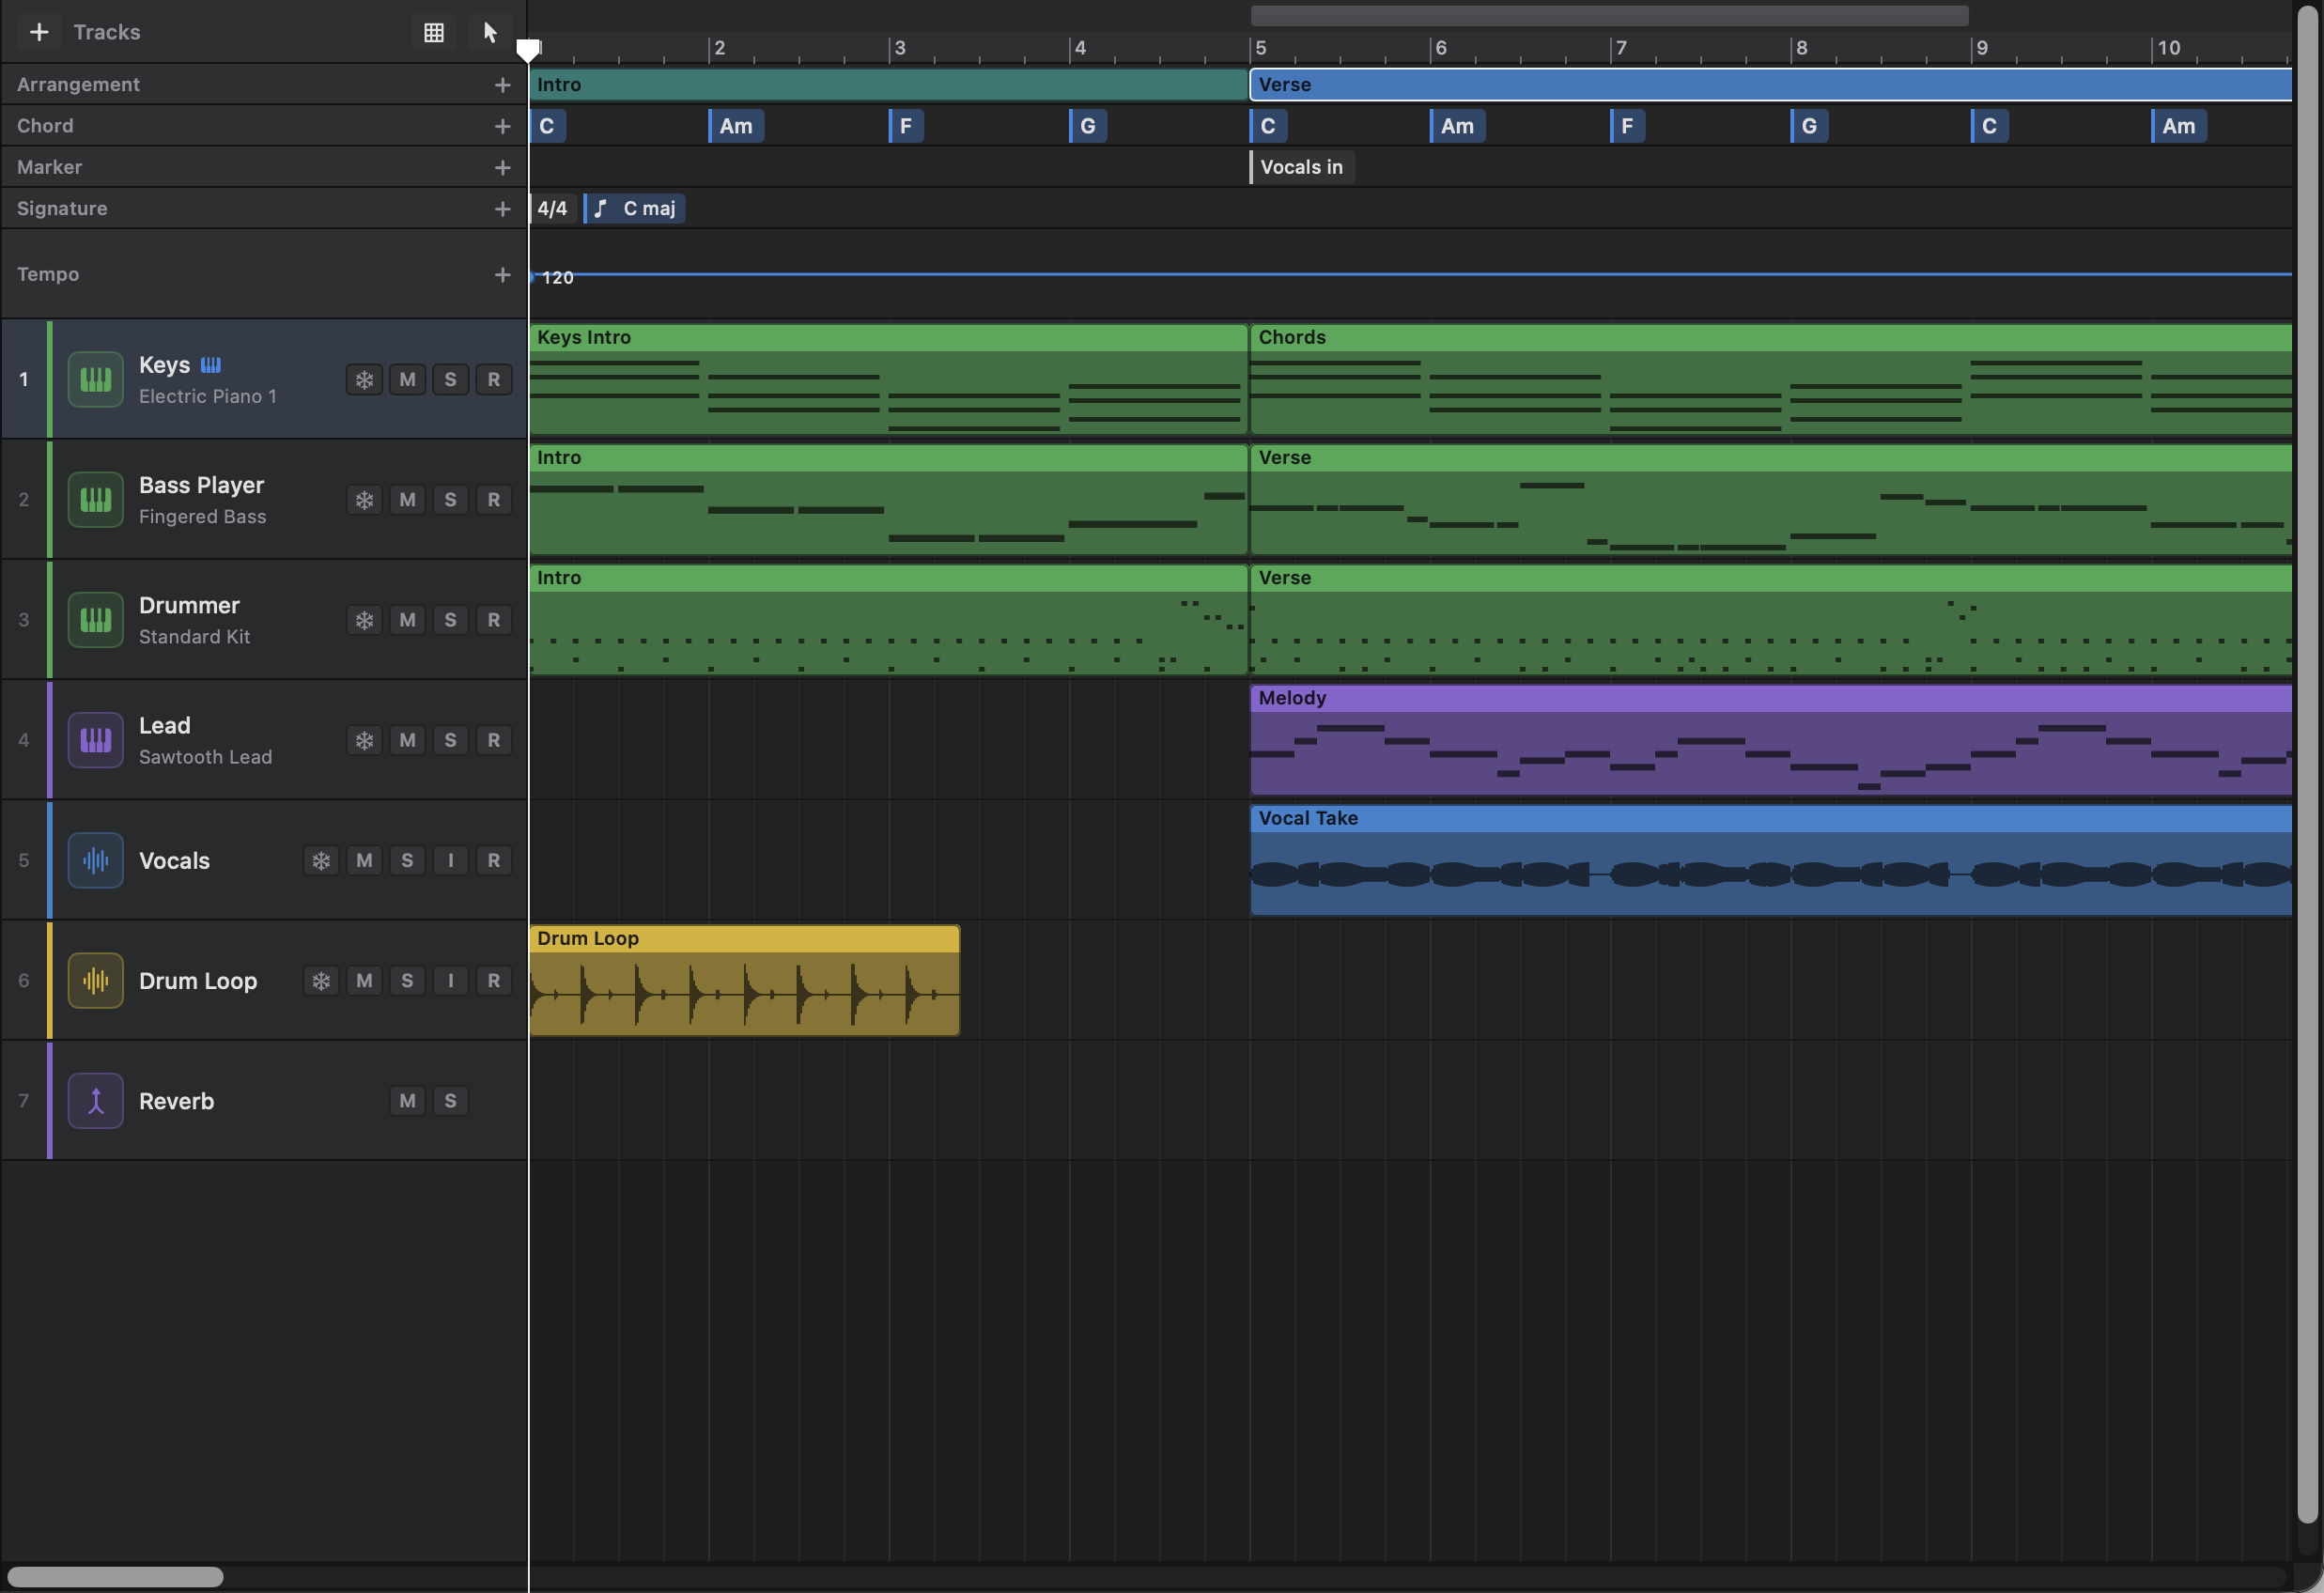 Tracks
1 2 3 4 5 6 7 8 9 10
Arrangement
Intro Verse
Chord
C Am F G C Am F G C Am
Marker
Vocals in
Signature
4/4 C maj
Tempo
120
1 Keys M S R
Electric Piano 1
Keys Intro Chords
2 Bass Player M S R
Fingered Bass
Intro Verse
3 Drummer M S R
Standard Kit
Intro Verse
4 Lead M S R
Sawtooth Lead
Melody
5 Vocals M S I R
Vocal Take
6 Drum Loop M S I R
Drum Loop
7 Reverb M S